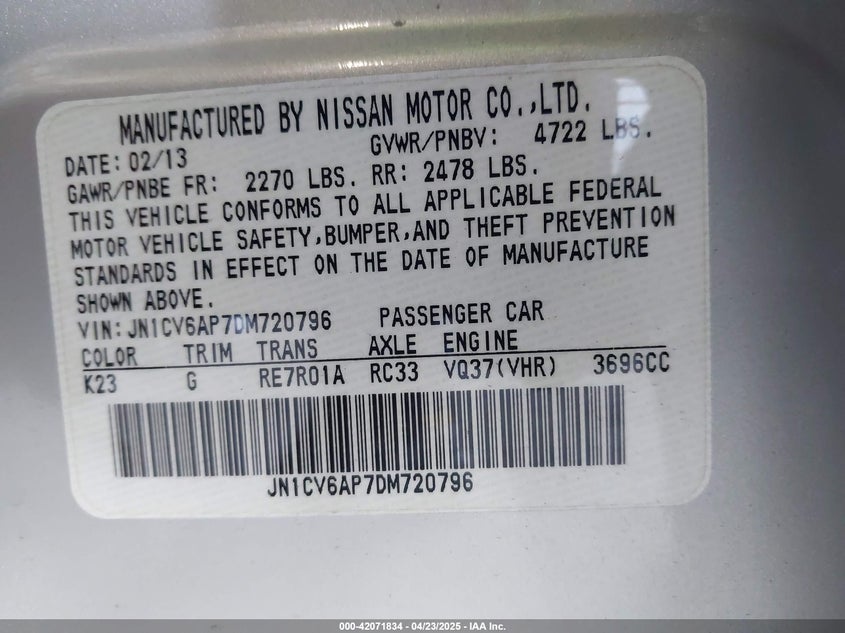 MANUFACTURED BY NISSAN MOTOR CO.,LTD.
DATE: 02/13 GVWR/PNBV: 4722 LBS.
GAWR/PNBE FR: 2270 LBS. RR: 2478 LBS.
THIS VEHICLE CONFORMS TO ALL APPLICABLE FEDERAL
MOTOR VEHICLE SAFETY,BUMPER,AND THEFT PREVENTION
STANDARDS IN EFFECT ON THE DATE OF MANUFACTURE
SHOWN ABOVE.
VIN: JN1CV6AP7DM720796 PASSENGER CAR
COLOR TRIM TRANS AXLE ENGINE
K23 G RE7R01A RC33 VQ37(VHR) 3696CC
JN1CV6AP7DM720796
000-42071834 - 04/23/2025 - IAA Inc.